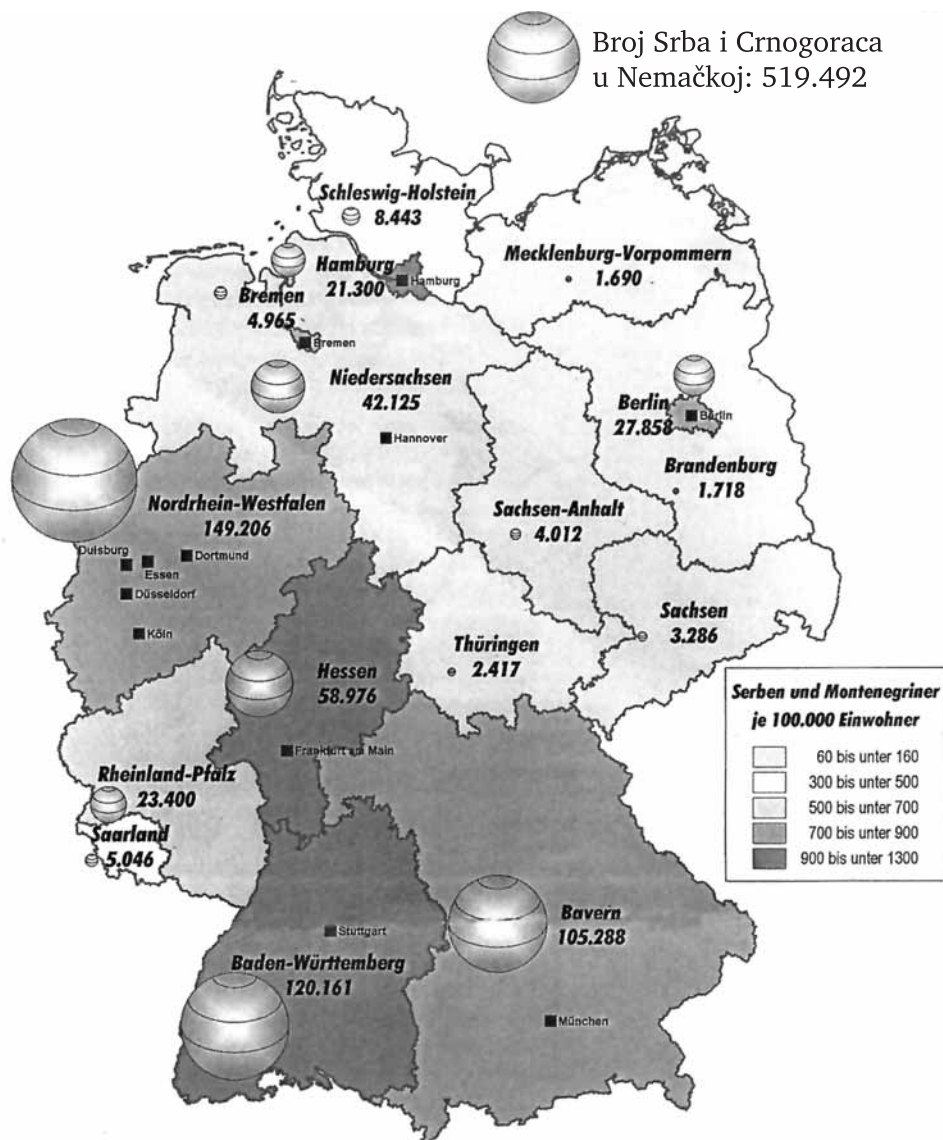 Broj Srba i Crnogoraca
u Nemačkoj: 519.492
Schleswig-Holstein
8.443
Mecklenburg-Vorpommern
1.690
Hamburg
21.300
Hamburg
Bremen
4.965
Bremen
Niedersachsen
42.125
Hannover
Berlin
27.858
Berlin
Brandenburg
1.718
Nordrhein-Westfalen
149.206
Sachsen-Anhalt
4.012
Duisburg
Dortmund
Essen
Düsseldorf
Köln
Sachsen
3.286
Thüringen
2.417
Hessen
58.976
Frankfurt am Main
Serben und Montenegriner
je 100.000 Einwohner
60 bis unter 160
300 bis unter 500
500 bis unter 700
700 bis unter 900
900 bis unter 1300
Rheinland-Pfalz
23.400
Saarland
5.046
Bayern
105.288
Stuttgart
Baden-Württemberg
120.161
München